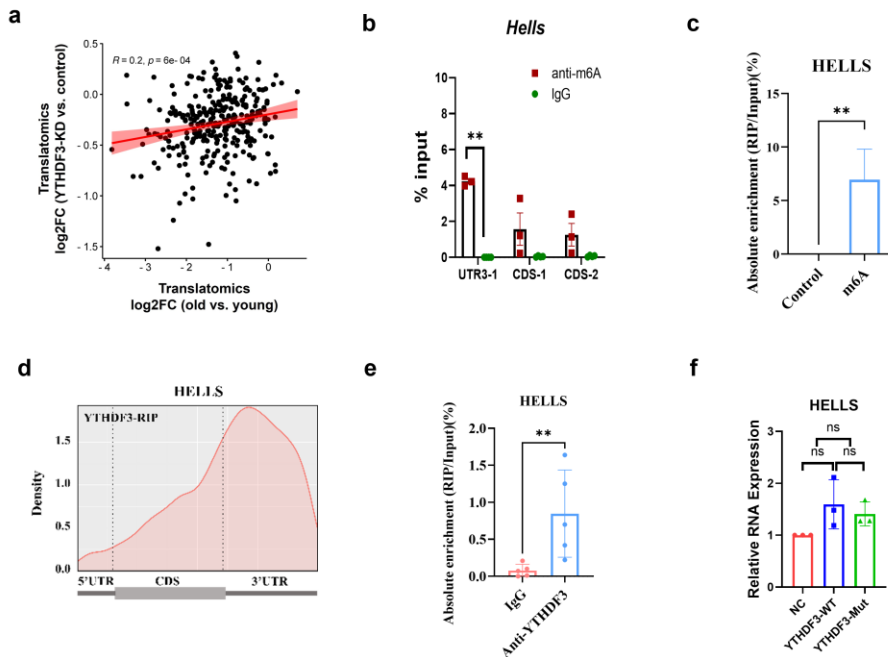 a
Translatomics
log2FC (YTHDF3-KD vs. control)
0.5
0.0
- 0.5
- 1.0
- 1.5
R = 0.2, p = 6e- 04
- 4
-3
-2
-1
0
Translatomics
log2FC (old vs. young)
b
Hells
anti-m6A
IgG
% input
10
8
6
4
2
0
**
UTR3-1
CDS-1
CDS-2
c
HELLS
Absolute enrichment (RIP/Input)(%)
15
10
5
0
**
Control
m6A
d
HELLS
YTHDF3-RIP
Density
1.5
1.0
0.5
0.0
5'UTR
CDS
3'UTR
e
HELLS
Absolute enrichment (RIP/Input)(%)
2.0
1.5
1.0
0.5
0.0
**
IgG
Anti-YTHDF3
f
HELLS
Relative RNA Expression
3
2
1
0
ns
ns
ns
NC
YTHDF3-WT
YTHDF3-Mut